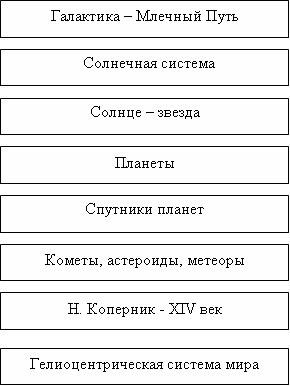 Галактика – Млечный Путь
Солнечная система
Солнце – звезда
Планеты
Спутники планет
Кометы, астероиды, метеоры
Н. Коперник - XIV век
Гелиоцентрическая система мира